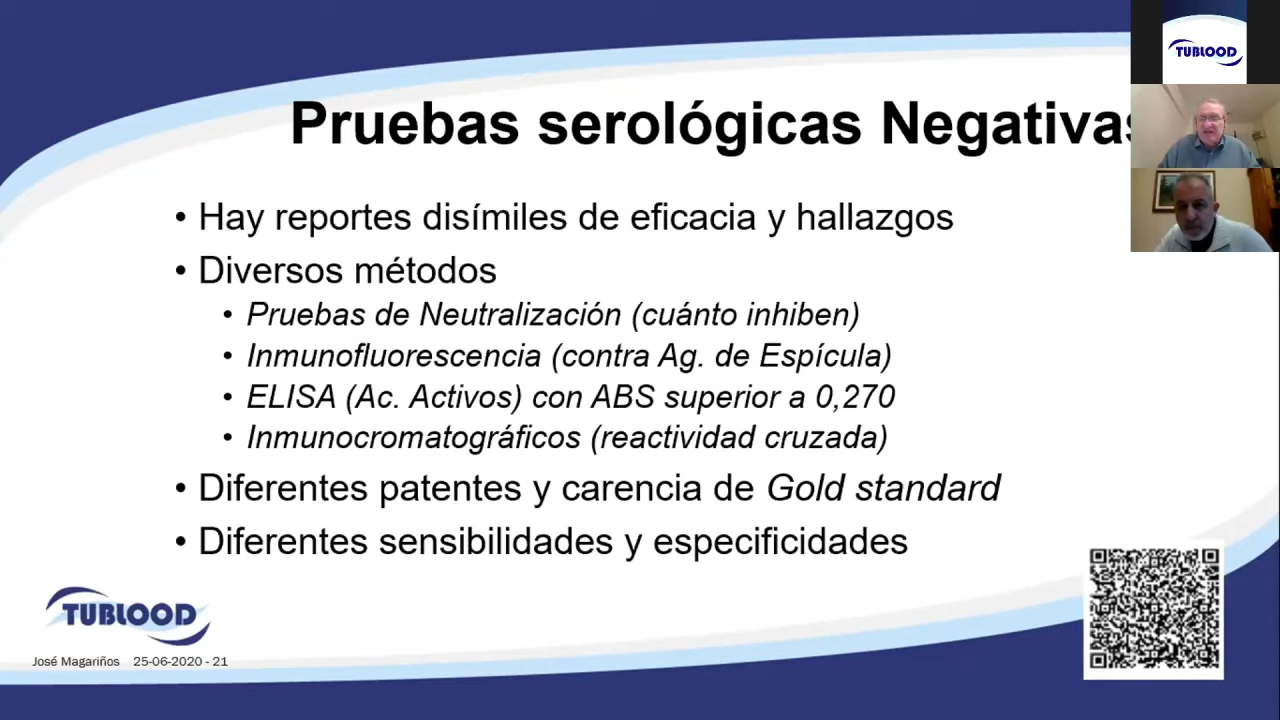 Pruebas serológicas Negativas
• Hay reportes disímiles de eficacia y hallazgos
• Diversos métodos
• Pruebas de Neutralización (cuánto inhiben)
• Inmunofluorescencia (contra Ag. de Espícula)
• ELISA (Ac. Activos) con ABS superior a 0,270
• Inmunocromatográficos (reactividad cruzada)
• Diferentes patentes y carencia de Gold standard
• Diferentes sensibilidades y especificidades
TUBLOOD
José Magariños 25-06-2020 - 21
TUBLOOD